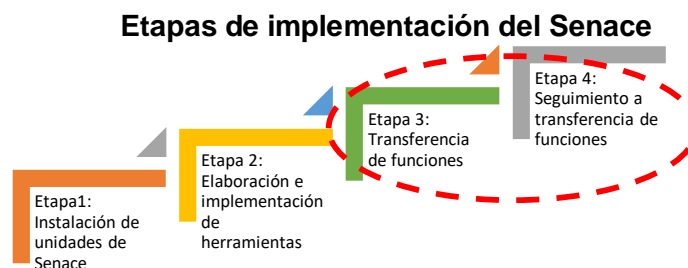 Etapas de implementación del Senace
Etapa1:
Instalación de
unidades de
Senace
Etapa 2:
Elaboración e
implementación
de
herramientas
Etapa 3:
Transferencia
de funciones
Etapa 4:
Seguimiento a
transferencia de
funciones